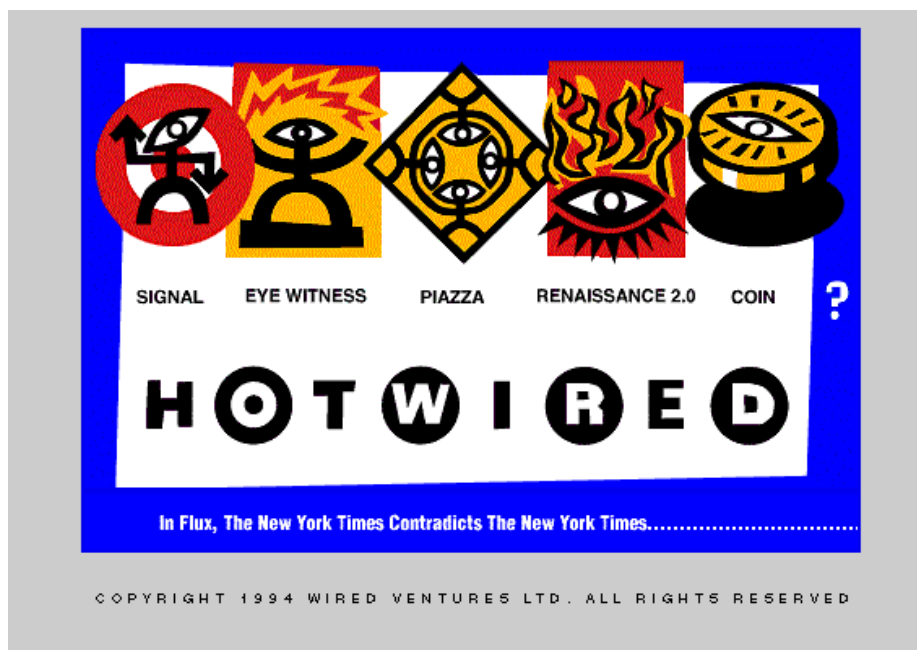 SIGNAL EYE WITNESS PIAZZA RENAISSANCE 2.0 COIN ?
HOTWIRED
In Flux, The New York Times Contradicts The New York Times....................................
COPYRIGHT 1994 WIRED VENTURES LTD. ALL RIGHTS RESERVED